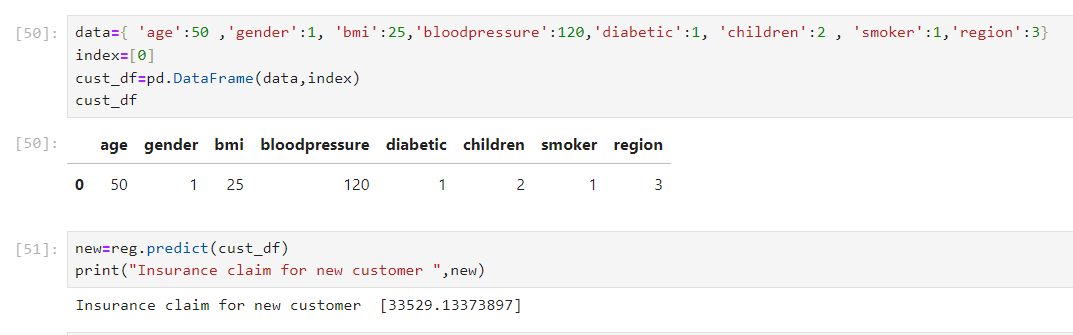 [50]: data={ 'age':50 ,'gender':1, 'bmi':25,'bloodpressure':120,'diabetic':1, 'children':2 , 'smoker':1,'region':3}
index=[0]
cust_df=pd.DataFrame(data,index)
cust_df
[50]: age gender bmi bloodpressure diabetic children smoker region
0 50 1 25 120 1 2 1 3
[51]: new=reg.predict(cust_df)
print("Insurance claim for new customer ",new)
Insurance claim for new customer  [33529.13373897]